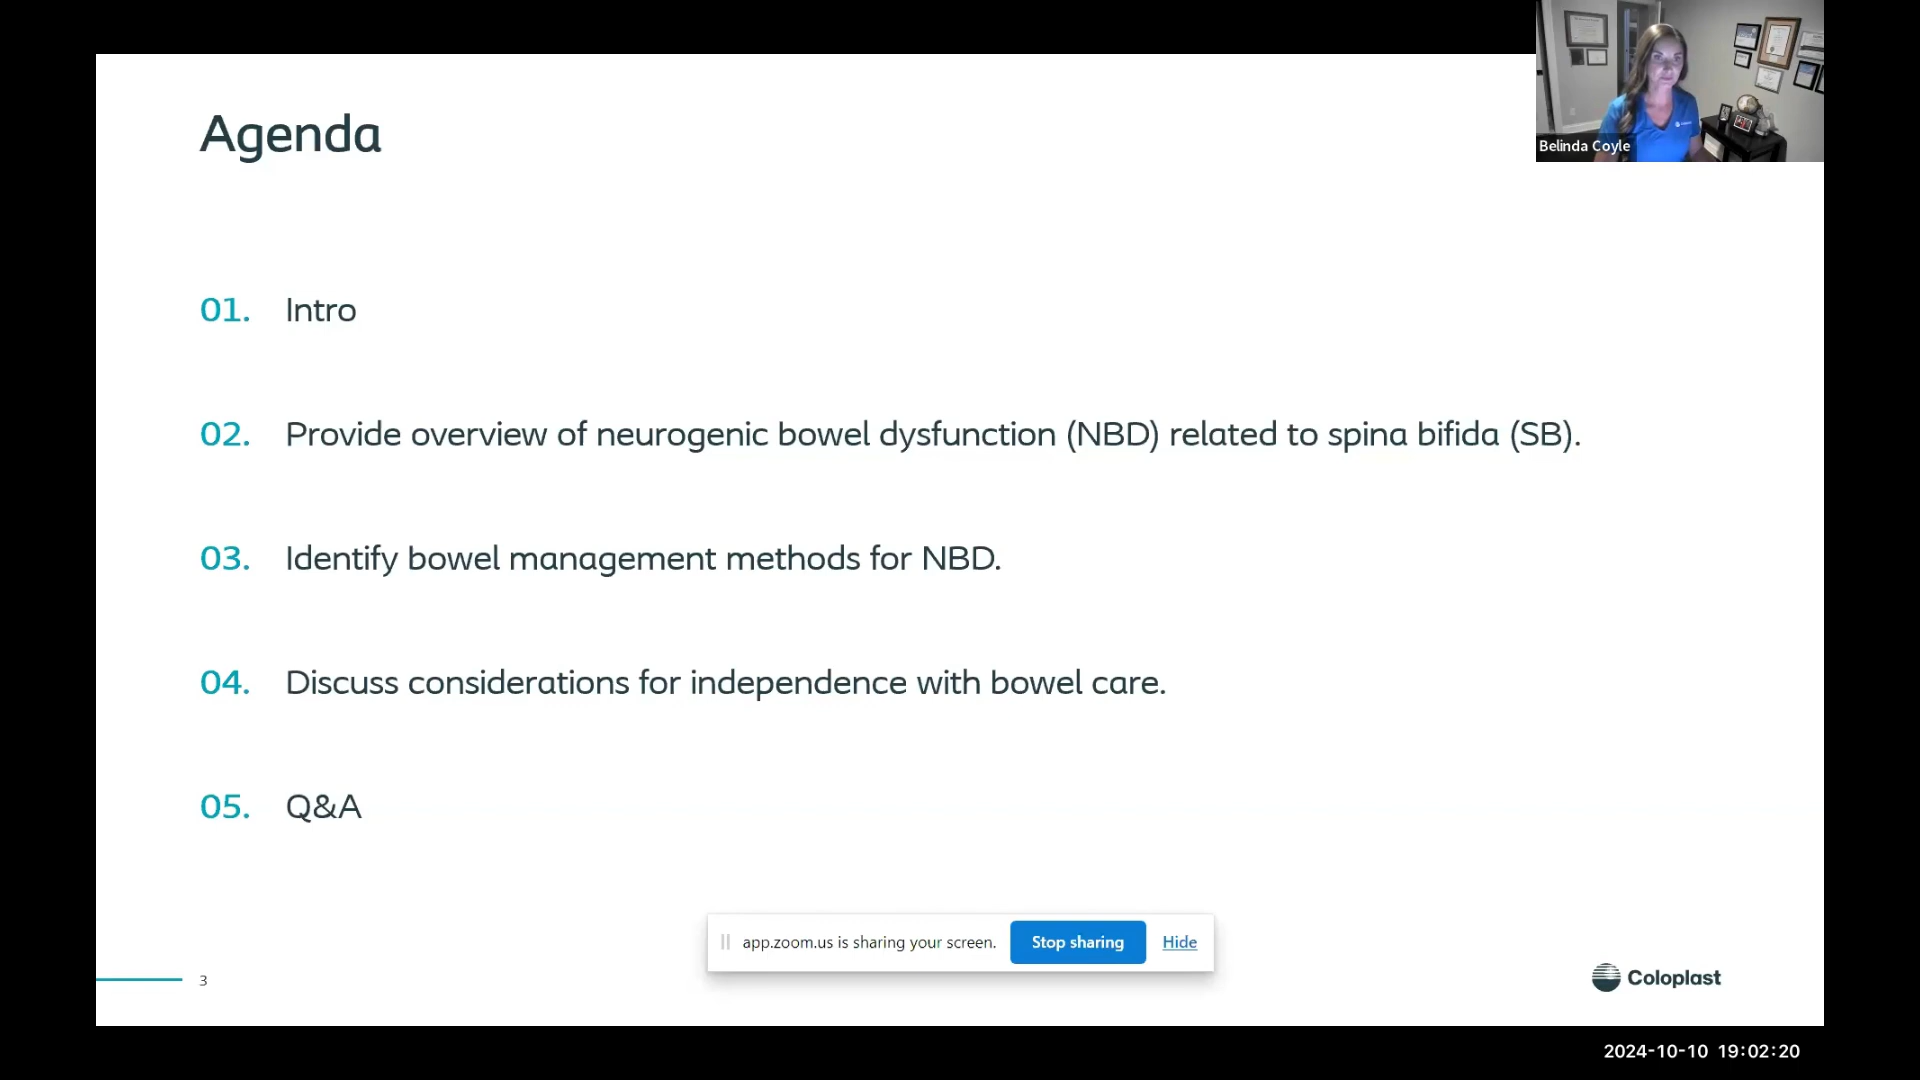 Agenda
Belinda Coyle
01. Intro
02. Provide overview of neurogenic bowel dysfunction (NBD) related to spina bifida (SB).
03. Identify bowel management methods for NBD.
04. Discuss considerations for independence with bowel care.
05. Q&A
app.zoom.us is sharing your screen. Stop sharing Hide
3
Coloplast
2024-10-10 19:02:20